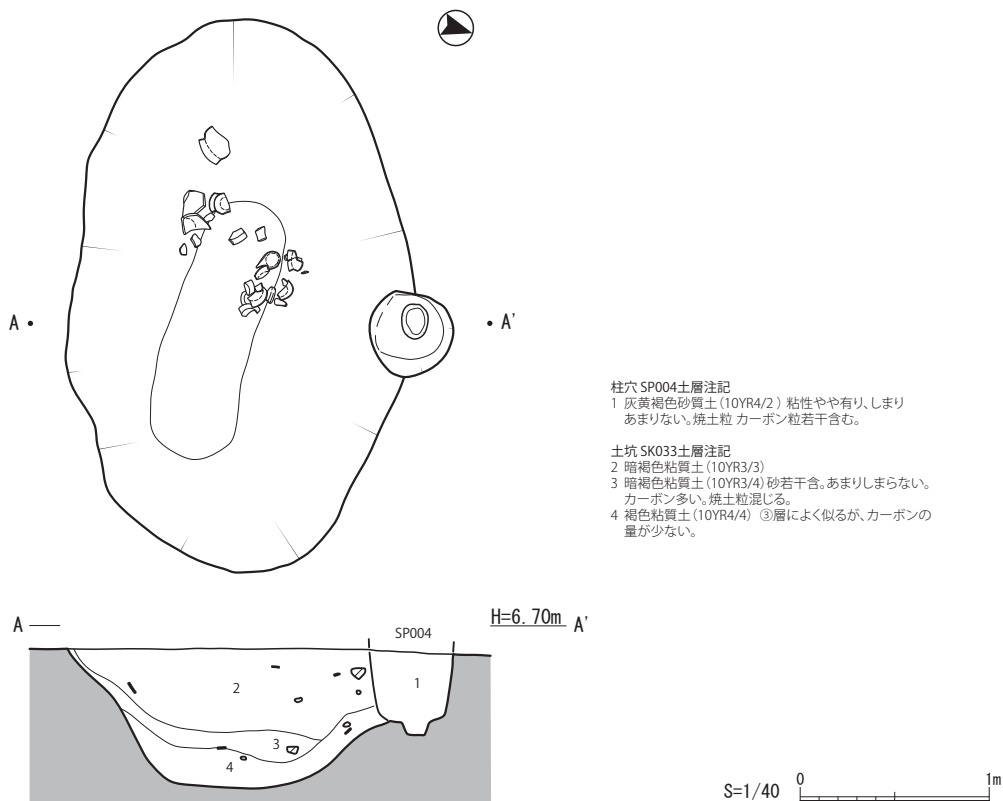 A A'
柱穴 SP004土層注記
1 灰黄褐色砂質土(10YR4/2 ) 粘性やや有り、しまり
あまりない。焼土粒 カーボン粒若干含む。
土坑 SK033土層注記
2 暗褐色粘質土(10YR3/3)
3 暗褐色粘質土(10YR3/4)砂若干含。あまりしまらない。
カーボン多い。焼土粒混じる。
4 褐色粘質土(10YR4/4) ③層によく似るが、カーボンの
量が少ない。
A H=6.70m A'
SP004
2 1
3
4
S=1/40 0 1m